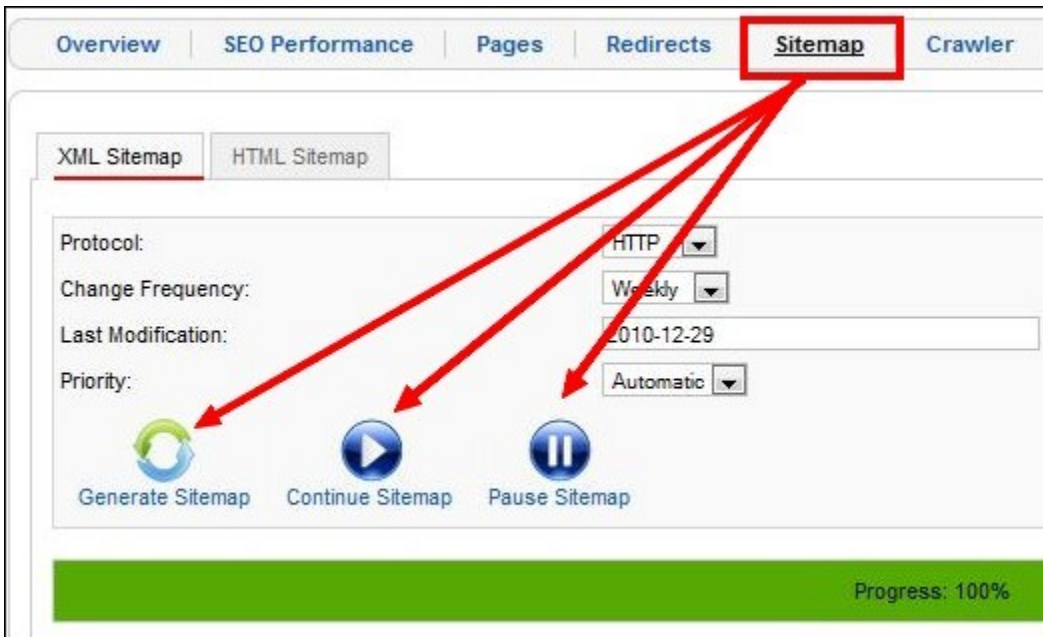 Overview SEO Performance Pages Redirects Sitemap Crawler
XML Sitemap HTML Sitemap
Protocol: HTTP
Change Frequency: Weekly
Last Modification: 2010-12-29
Priority: Automatic
Generate Sitemap Continue Sitemap Pause Sitemap
Progress: 100%